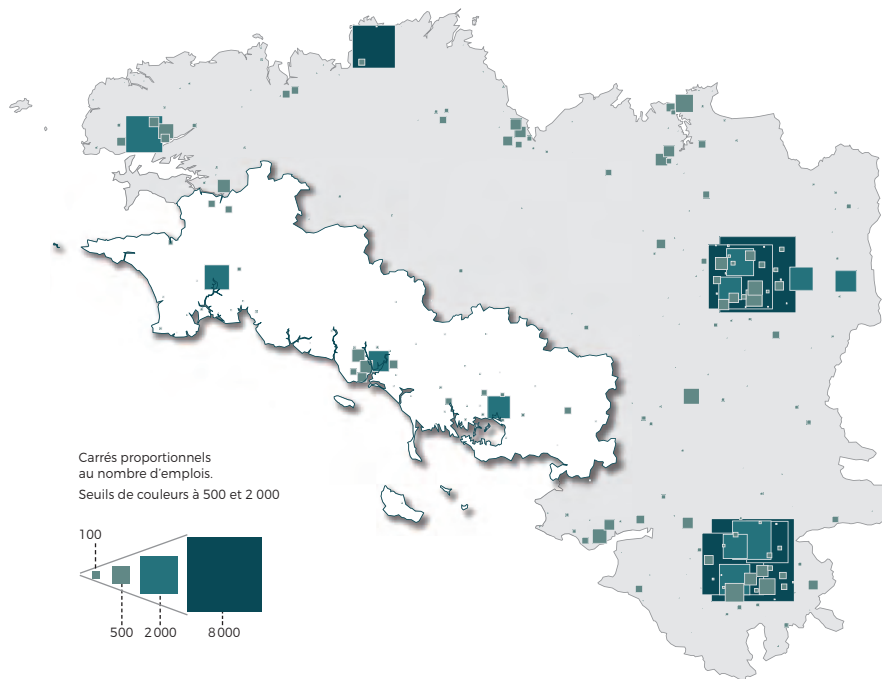 Carrés proportionnels
au nombre d'emplois.
Seuils de couleurs à 500 et 2 000
100
500 2 000 8 000